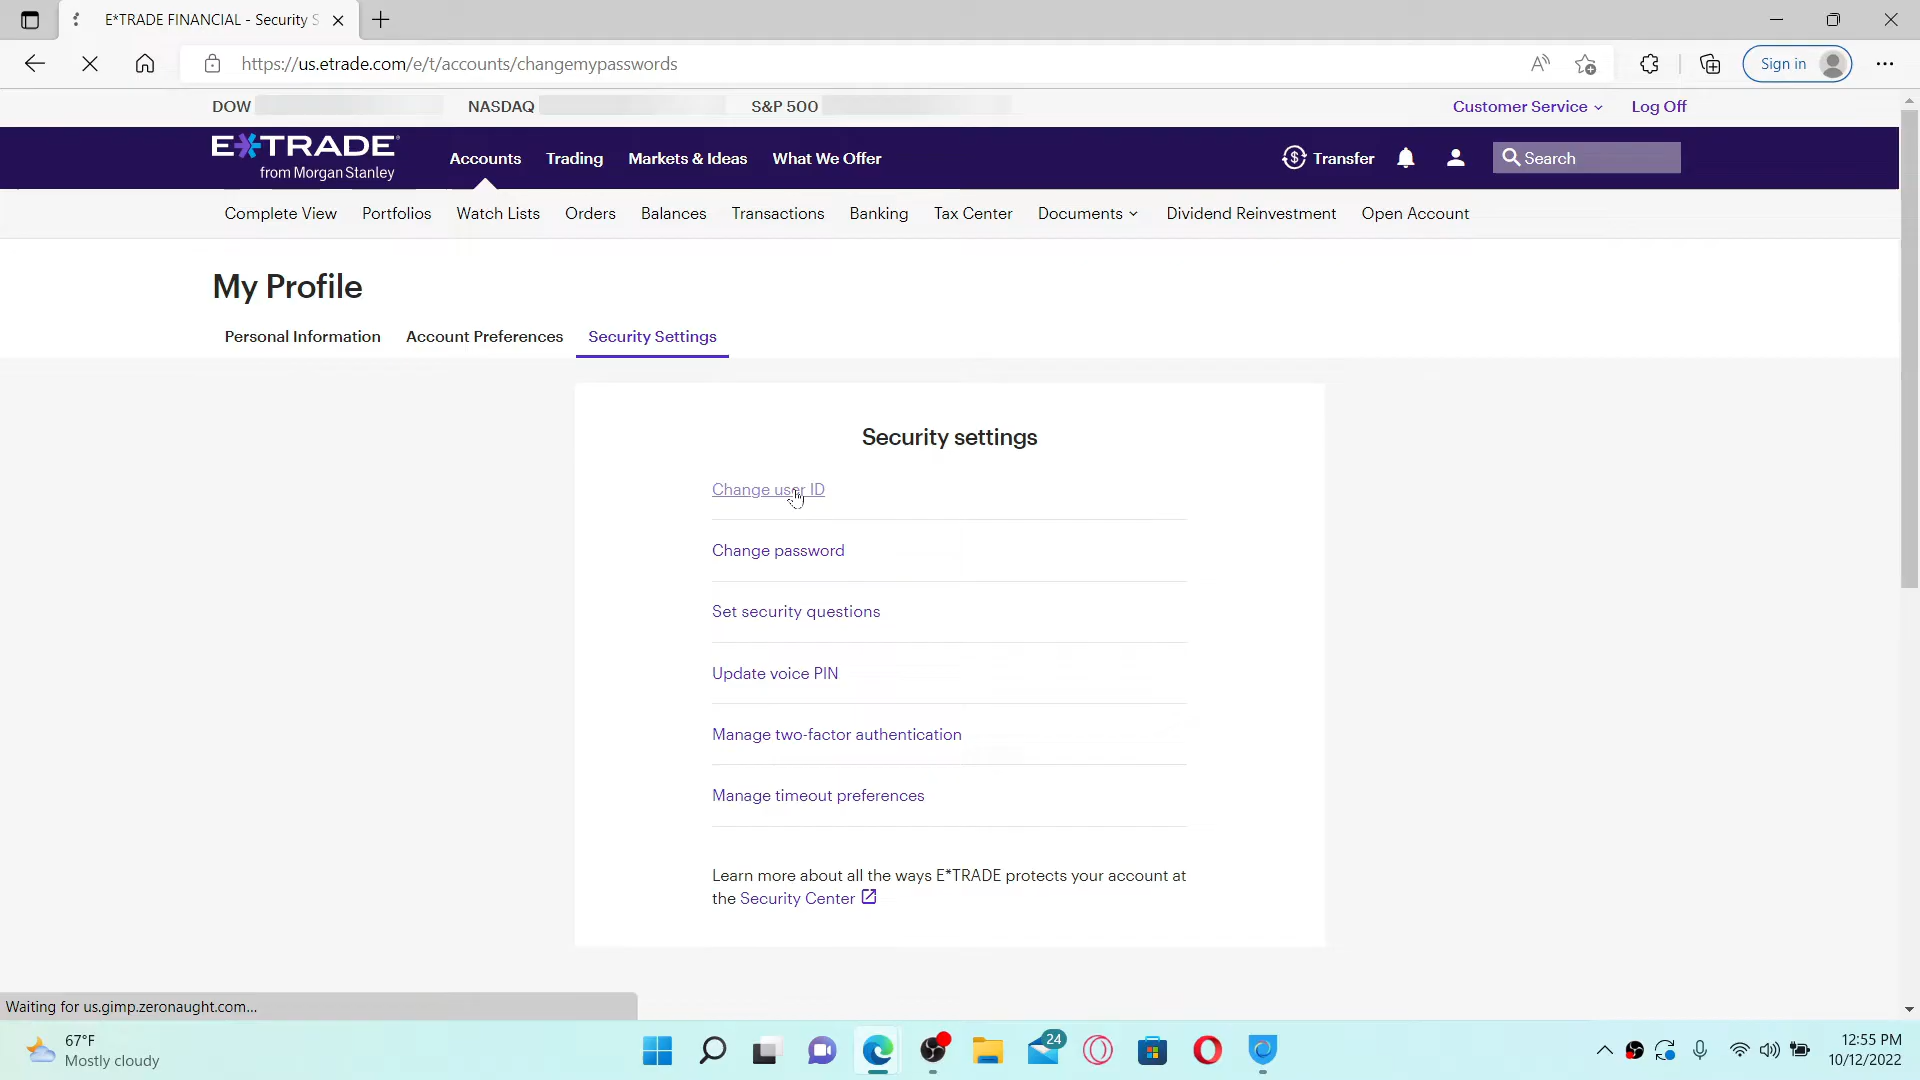 E*TRADE FINANCIAL - Security S
https://us.etrade.com/e/t/accounts/changemypasswords
Sign in
DOW
NASDAQ
S&P 500
Customer Service
Log Off
E*TRADE
from Morgan Stanley
Accounts
Trading
Markets & Ideas
What We Offer
Transfer
Search
Complete View
Portfolios
Watch Lists
Orders
Balances
Transactions
Banking
Tax Center
Documents
Dividend Reinvestment
Open Account
My Profile
Personal Information
Account Preferences
Security Settings
Security settings
Change user ID
Change password
Set security questions
Update voice PIN
Manage two-factor authentication
Manage timeout preferences
Learn more about all the ways E*TRADE protects your account at
the Security Center
Waiting for us.gimp.zeronaught.com...
67°F
Mostly cloudy
24
12:55 PM
10/12/2022